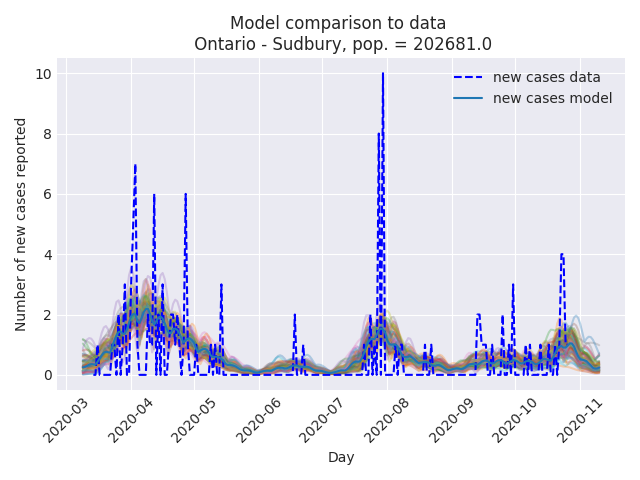 Model comparison to data
Ontario - Sudbury, pop. = 202681.0
new cases data
new cases model
Number of new cases reported
10
8
6
4
2
0
2020-03
2020-04
2020-05
2020-06
2020-07
2020-08
2020-09
2020-10
2020-11
Day